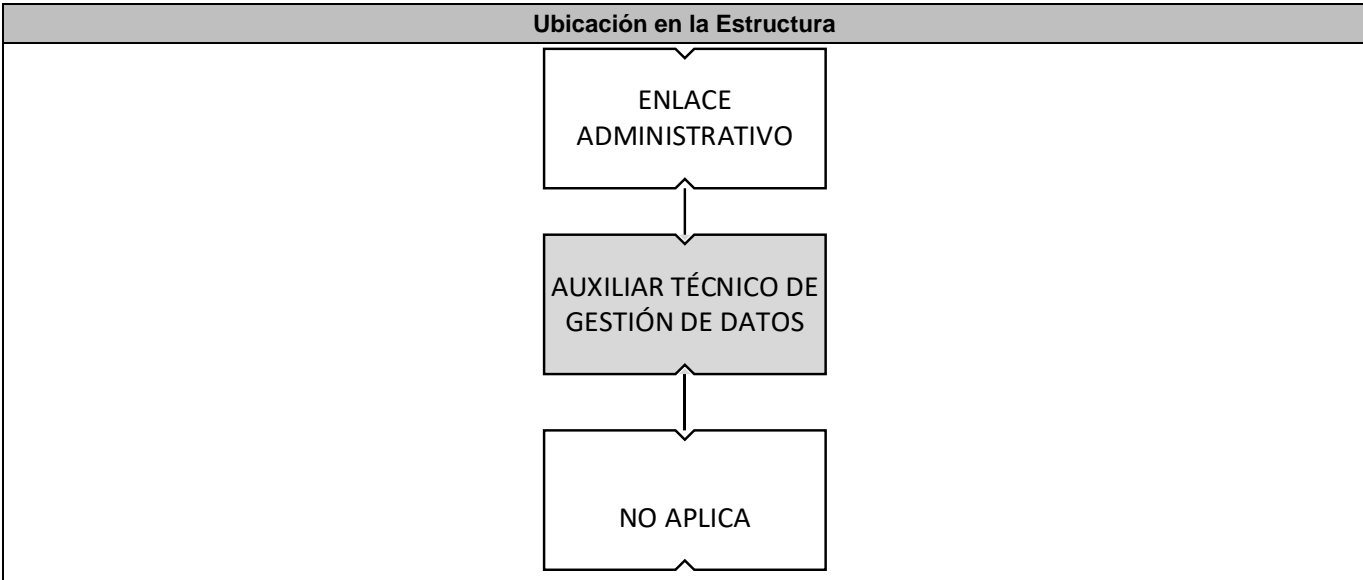 Ubicación en la Estructura
ENLACE
ADMINISTRATIVO
AUXILIAR TÉCNICO DE
GESTIÓN DE DATOS
NO APLICA